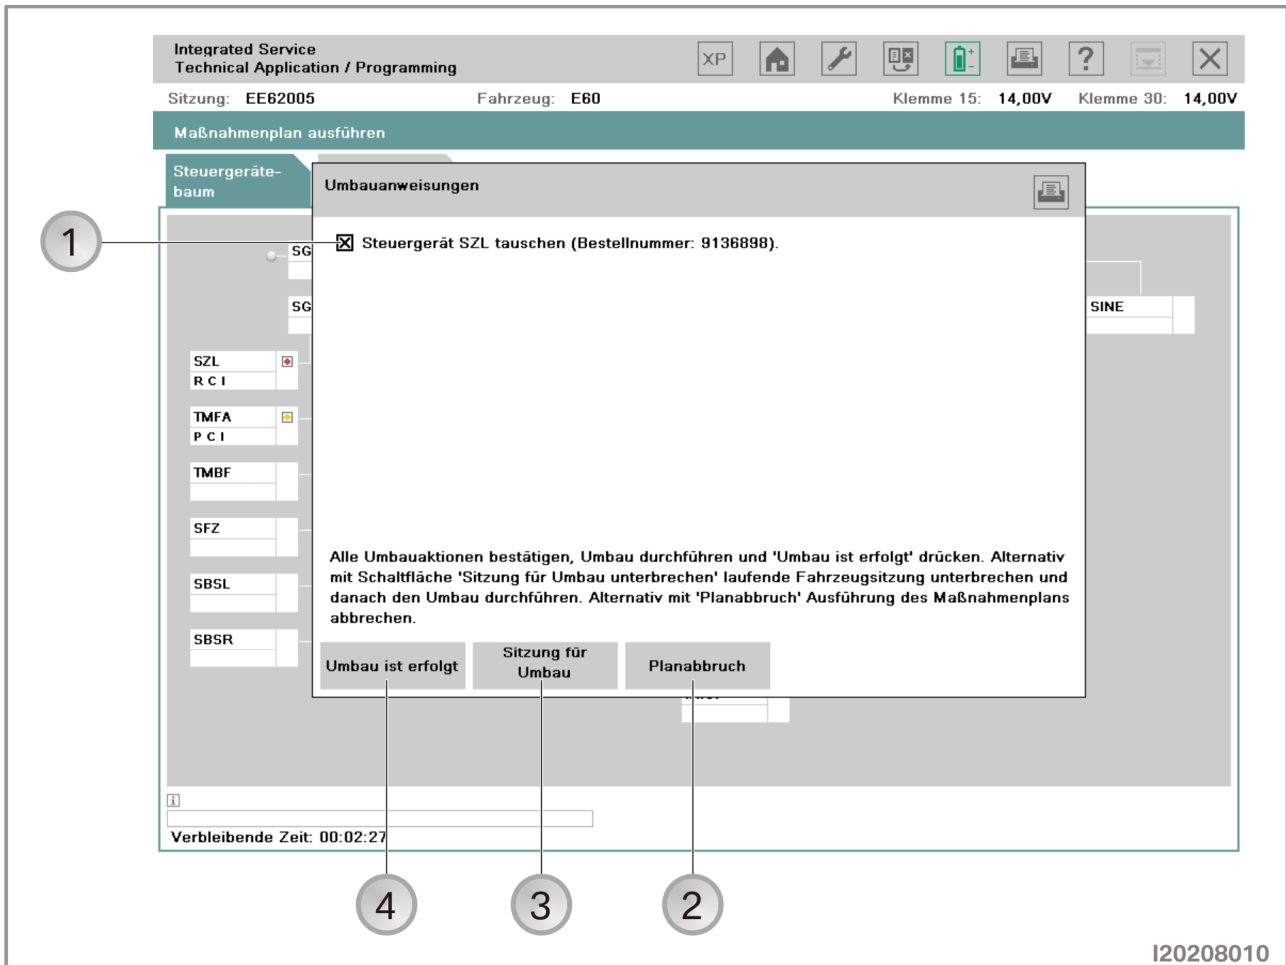 Integrated Service
Technical Application / Programming
XP
?
Sitzung: EE62005 Fahrzeug: E60 Klemme 15: 14,00V Klemme 30: 14,00V
Maßnahmenplan ausführen
Steuergeräte-
baum
Umbauanweisungen
1
Steuergerät SZL tauschen (Bestellnummer: 9136898).
SG
SG
SINE
SZL
R C I
TMFA
P C I
TMBF
SFZ
SBSL
SBSR
Alle Umbauaktionen bestätigen, Umbau durchführen und 'Umbau ist erfolgt' drücken. Alternativ
mit Schaltfläche 'Sitzung für Umbau unterbrechen' laufende Fahrzeugsitzung unterbrechen und
danach den Umbau durchführen. Alternativ mit 'Planabbruch' Ausführung des Maßnahmenplans
abbrechen.
Umbau ist erfolgt
Sitzung für
Umbau
Planabbruch
i
Verbleibende Zeit: 00:02:27
4
3
2
I20208010